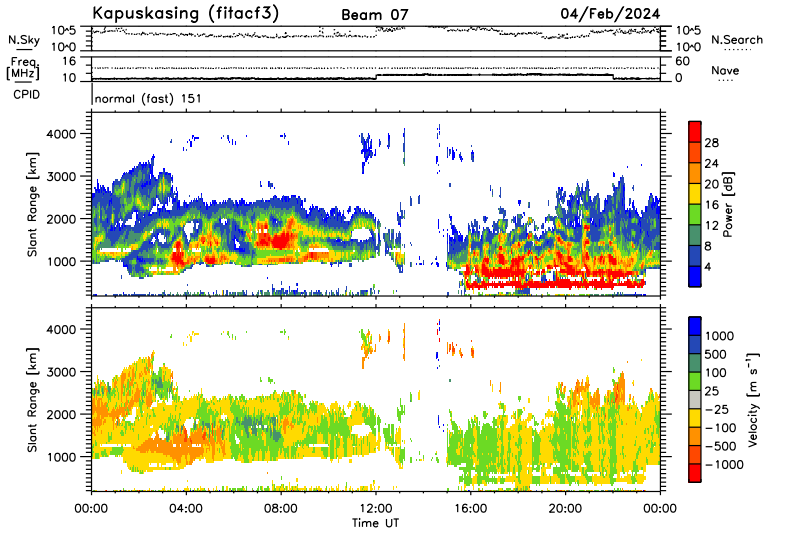 Kapuskasing (fitacf3) Beam 07 04/Feb/2024
N.Sky 10^5 10^0 10^5 10^0 N.Search
Freq. [MHz] 16 10 60 0 Nave
CPID normal (fast) 151
Slant Range [km] 4000 3000 2000 1000
Power [dB] 28 24 20 16 12 8 4
Slant Range [km] 4000 3000 2000 1000
Velocity [m s^-1] 1000 500 100 25 -25 -100 -500 -1000
00:00 04:00 08:00 12:00 16:00 20:00 00:00
Time UT